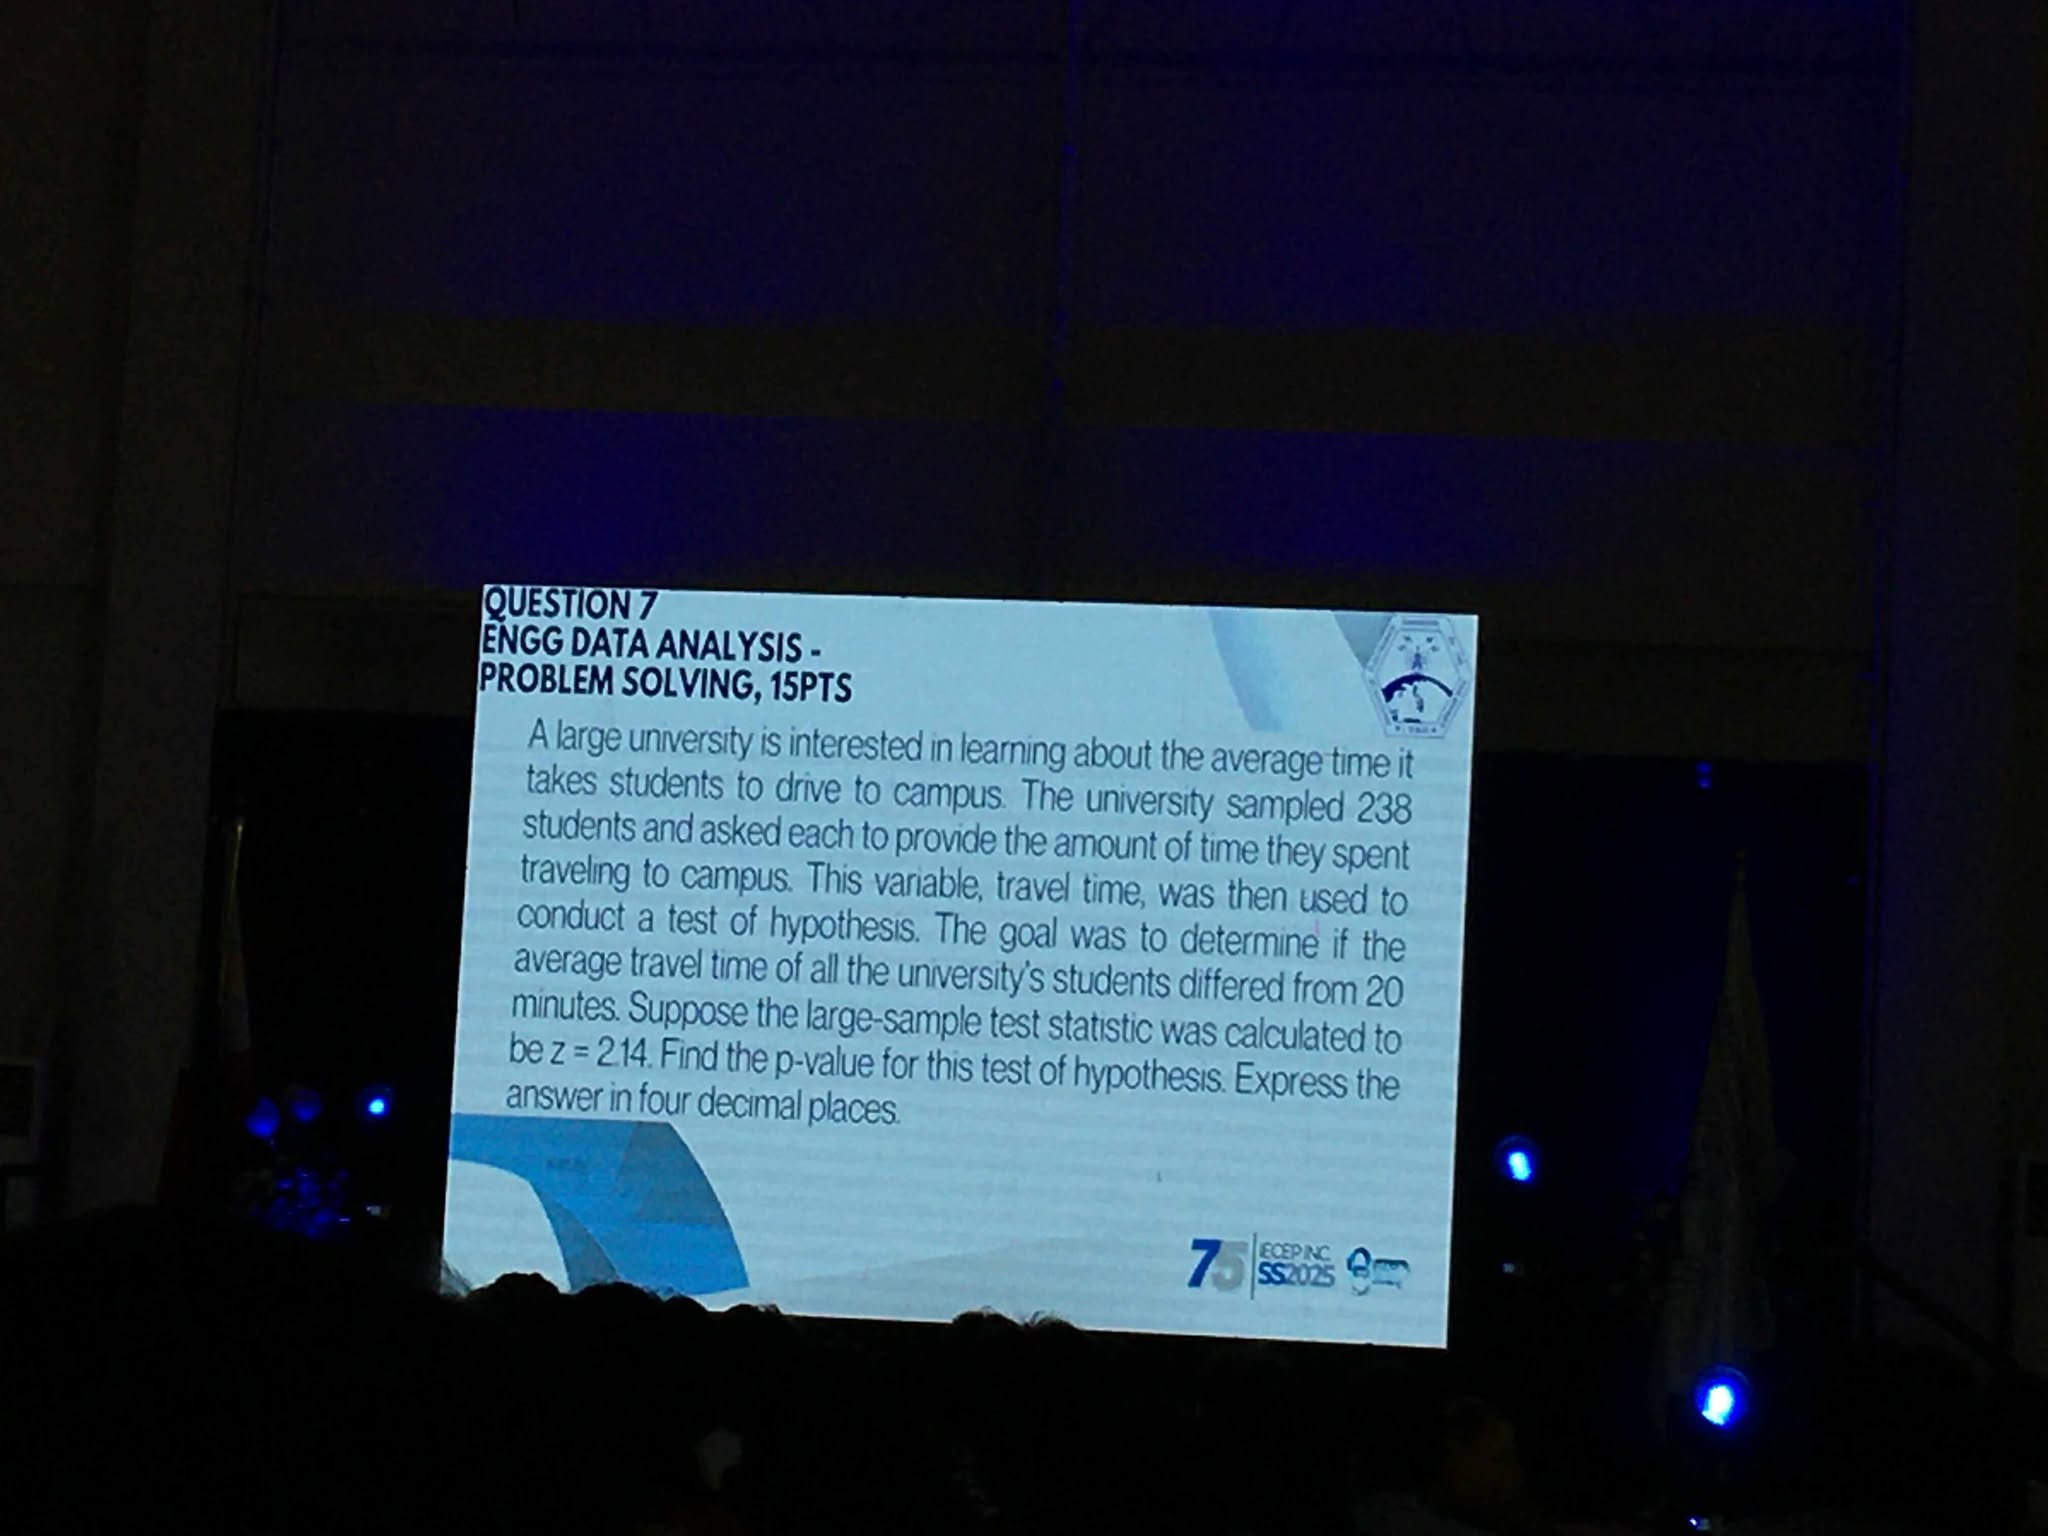 QUESTION 7
ENGG DATA ANALYSIS -
PROBLEM SOLVING, 15PTS
A large university is interested in learning about the average time it
takes students to drive to campus. The university sampled 238
students and asked each to provide the amount of time they spent
traveling to campus. This variable, travel time, was then used to
conduct a test of hypothesis. The goal was to determine if the
average travel time of all the university's students differed from 20
minutes. Suppose the large-sample test statistic was calculated to
be z = 2.14. Find the p-value for this test of hypothesis. Express the
answer in four decimal places.
75
IECEP INC.
SS2025